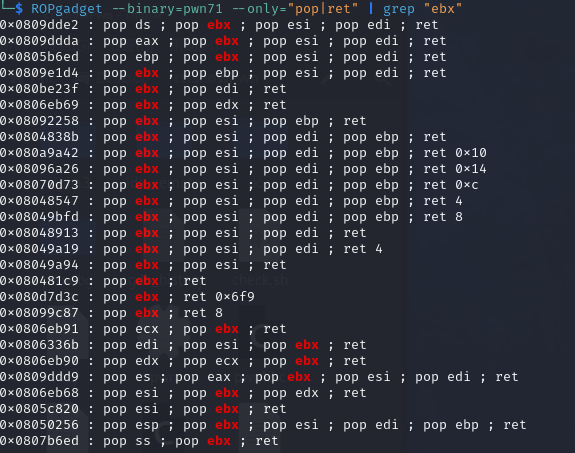 └─$ ROPgadget --binary=pwn71 --only="pop|ret" | grep "ebx"
0×0809dde2 : pop ds ; pop ebx ; pop esi ; pop edi ; ret
0×0809ddda : pop eax ; pop ebx ; pop esi ; pop edi ; ret
0×0805b6ed : pop ebp ; pop ebx ; pop esi ; pop edi ; ret
0×0809e1d4 : pop ebx ; pop ebp ; pop esi ; pop edi ; ret
0×080be23f : pop ebx ; pop edi ; ret
0×0806eb69 : pop ebx ; pop edx ; ret
0×08092258 : pop ebx ; pop esi ; pop ebp ; ret
0×0804838b : pop ebx ; pop esi ; pop edi ; pop ebp ; ret
0×080a9a42 : pop ebx ; pop esi ; pop edi ; pop ebp ; ret 0×10
0×08096a26 : pop ebx ; pop esi ; pop edi ; pop ebp ; ret 0×14
0×08070d73 : pop ebx ; pop esi ; pop edi ; pop ebp ; ret 0×c
0×08048547 : pop ebx ; pop esi ; pop edi ; pop ebp ; ret 4
0×08049bfd : pop ebx ; pop esi ; pop edi ; pop ebp ; ret 8
0×08048913 : pop ebx ; pop esi ; pop edi ; ret
0×08049a19 : pop ebx ; pop esi ; pop edi ; ret 4
0×08049a94 : pop ebx ; pop esi ; ret
0×080481c9 : pop ebx ; ret
0×080d7d3c : pop ebx ; ret 0×6f9
0×08099c87 : pop ebx ; ret 8
0×0806eb91 : pop ecx ; pop ebx ; ret
0×0806336b : pop edi ; pop esi ; pop ebx ; ret
0×0806eb90 : pop edx ; pop ecx ; pop ebx ; ret
0×0809ddd9 : pop es ; pop eax ; pop ebx ; pop esi ; pop edi ; ret
0×0806eb68 : pop esi ; pop ebx ; pop edx ; ret
0×0805c820 : pop esi ; pop ebx ; ret
0×08050256 : pop esp ; pop ebx ; pop esi ; pop edi ; pop ebp ; ret
0×0807b6ed : pop ss ; pop ebx ; ret